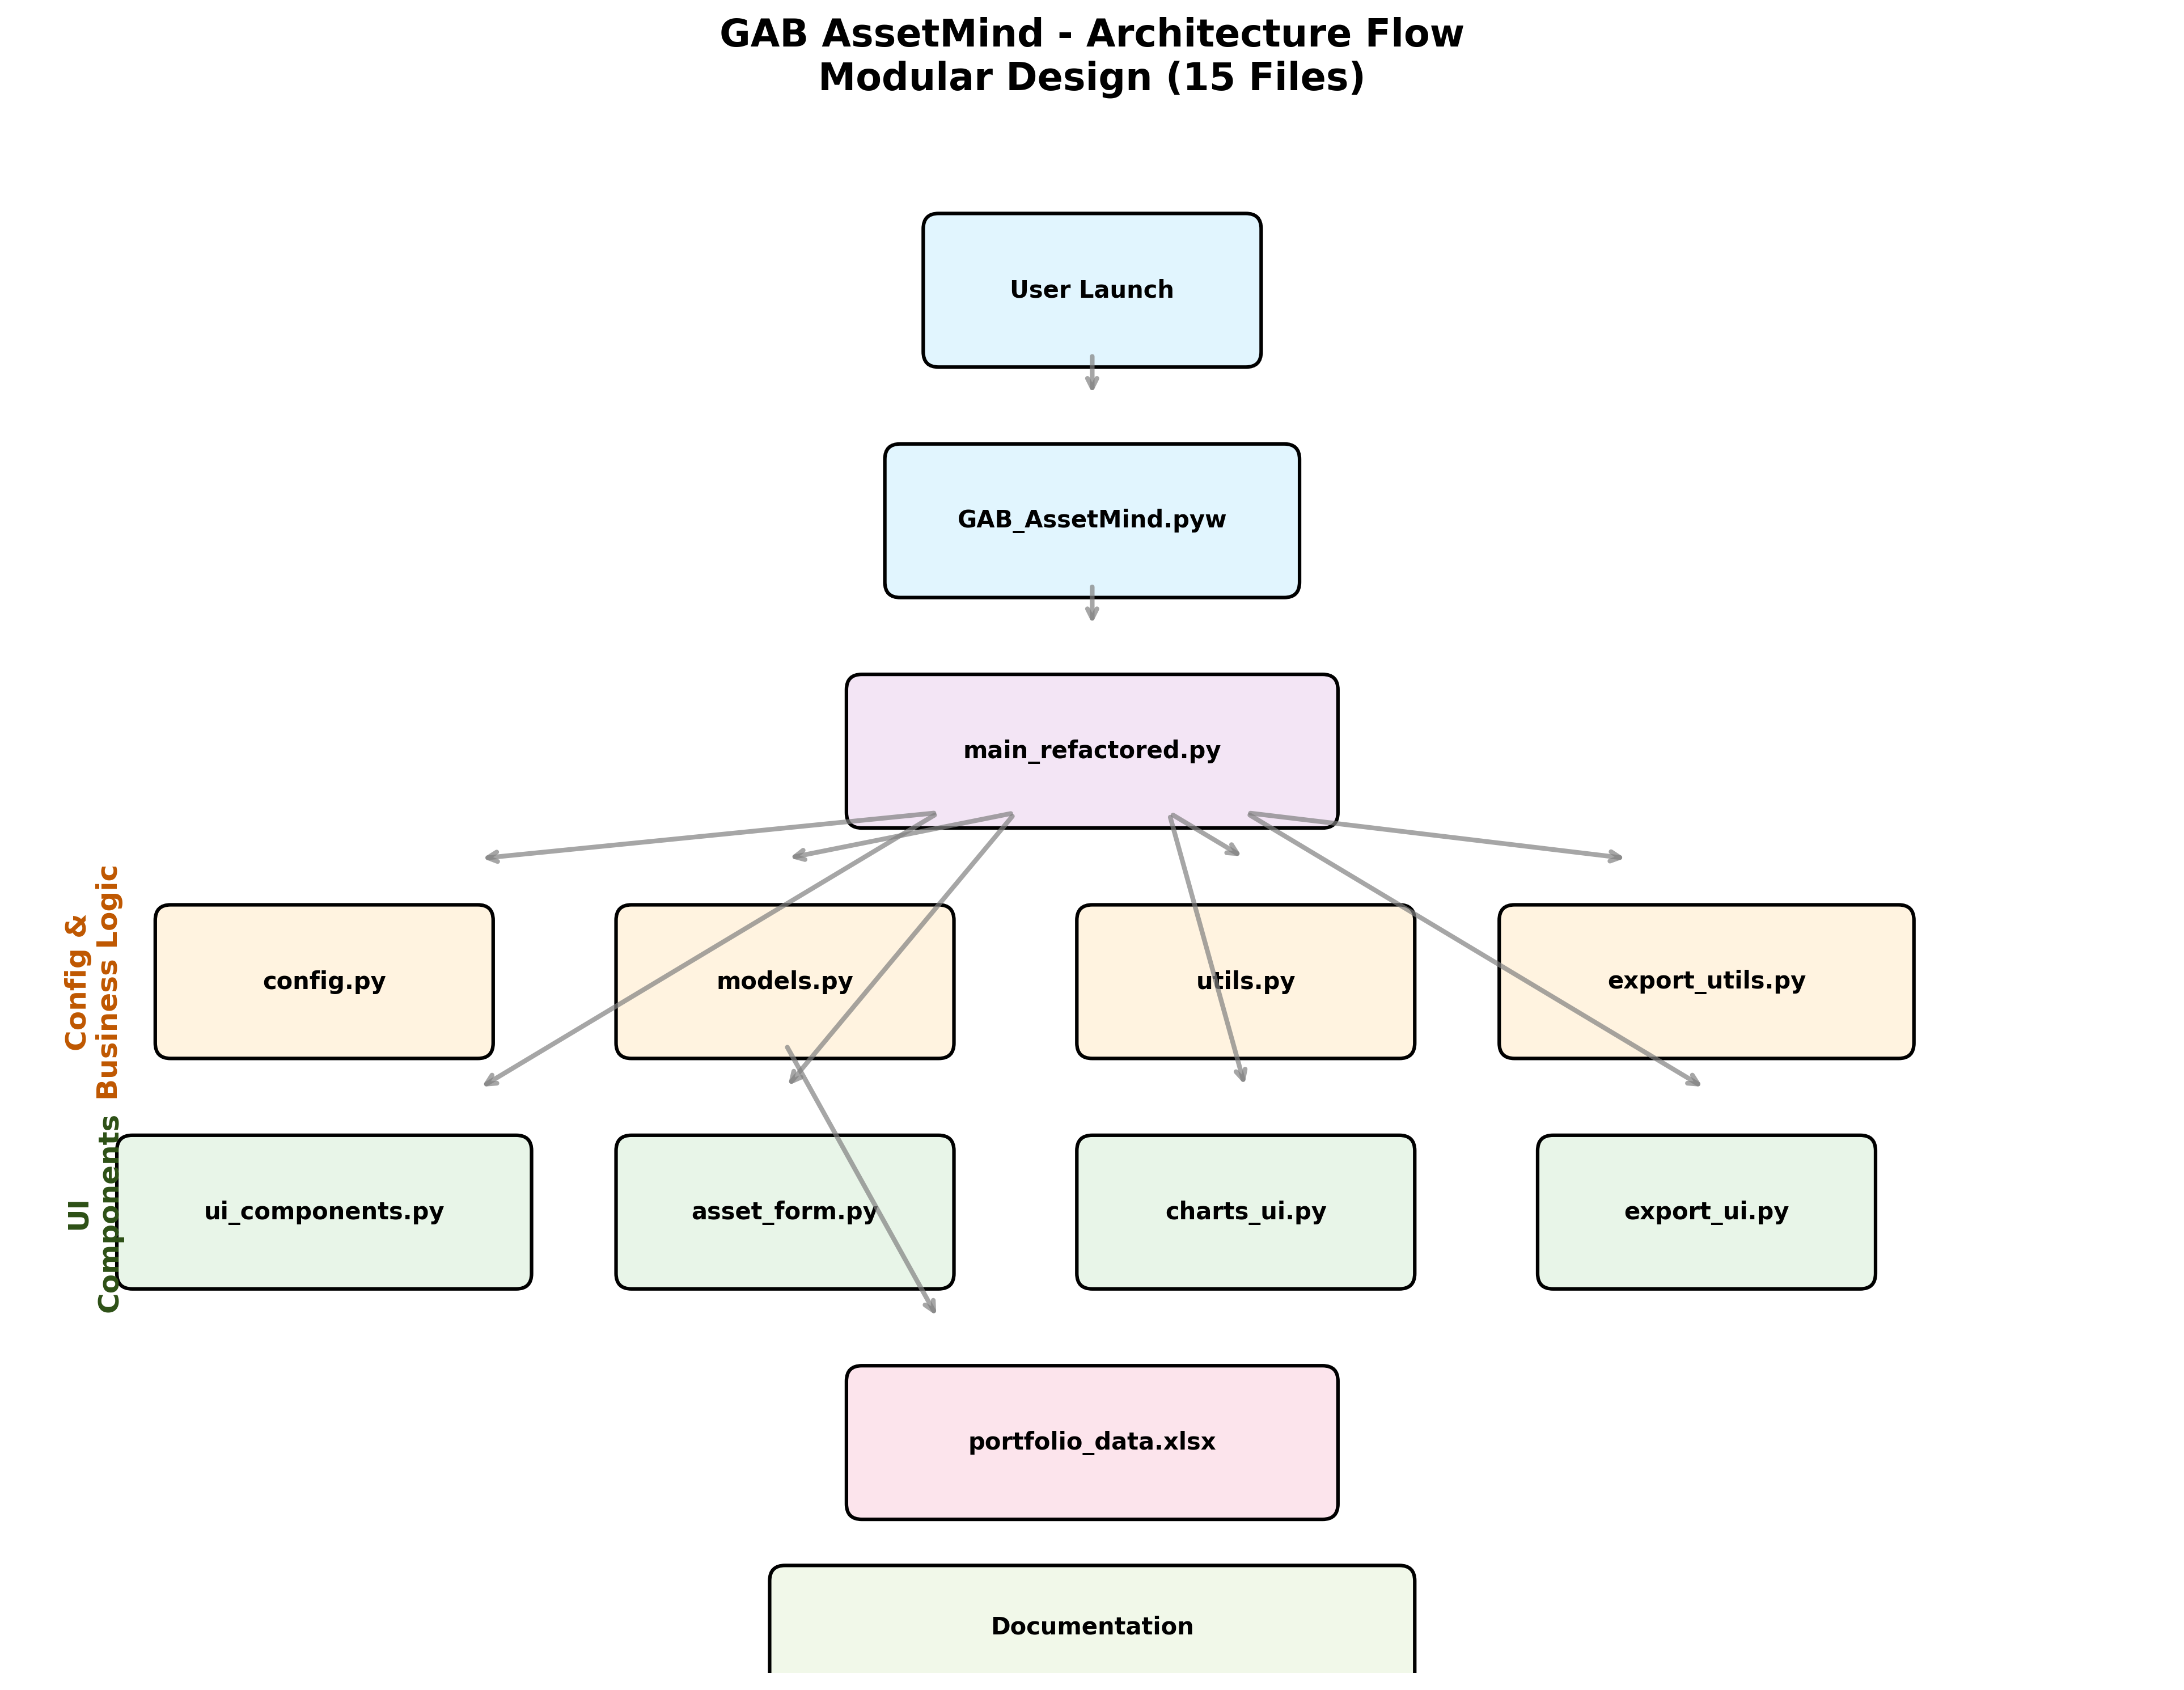 GAB AssetMind - Architecture Flow
Modular Design (15 Files)
User Launch
GAB_AssetMind.pyw
main_refactored.py
Config &
Business Logic
config.py
models.py
utils.py
export_utils.py
UI
Components
ui_components.py
asset_form.py
charts_ui.py
export_ui.py
portfolio_data.xlsx
Documentation